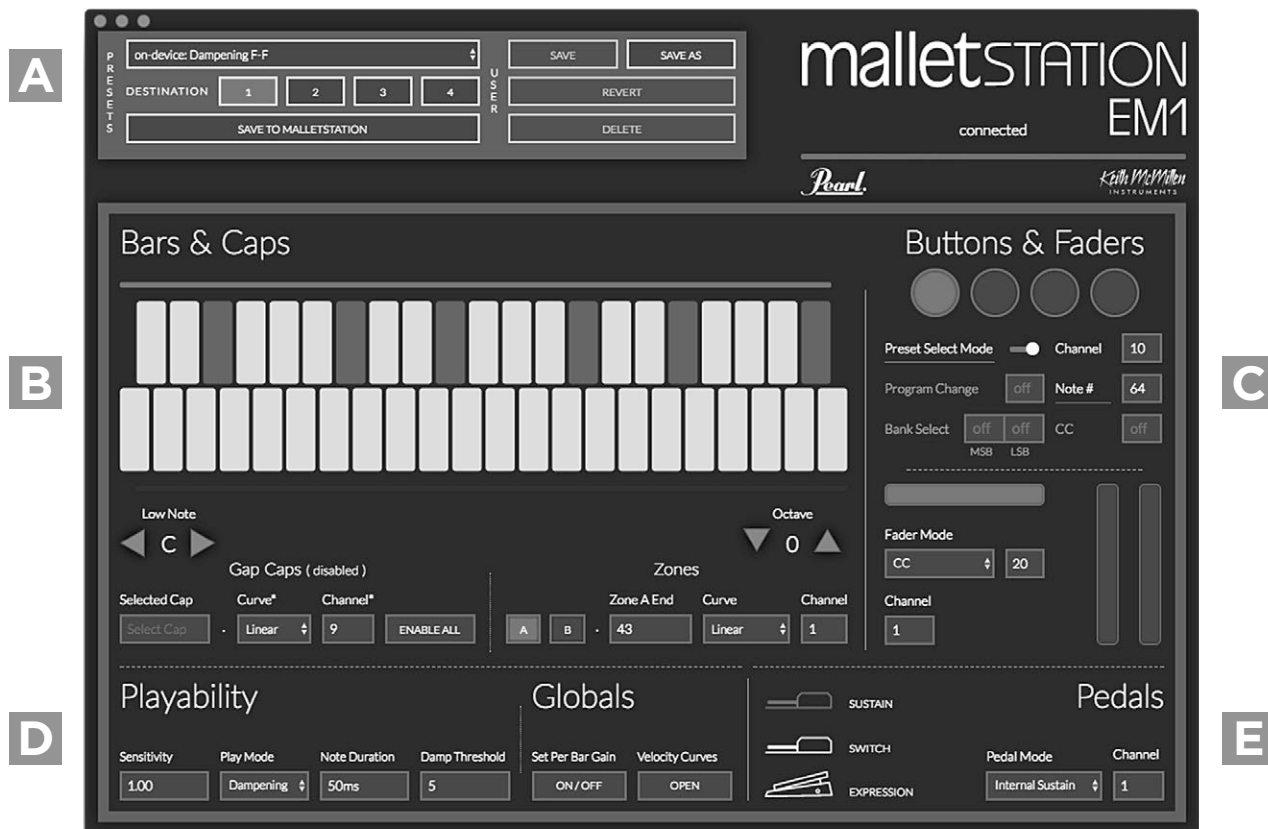 A
PRESETS
on-device: Dampening F-F
DESTINATION 1 2 3 4
SAVE TO MALLETSTATION
USER
SAVE SAVE AS
REVERT
DELETE
malletSTATION
EM1
connected
Pearl.
Keith McMillen
INSTRUMENTS
B
Bars & Caps
Low Note
C
Octave
0
Gap Caps ( disabled )
Selected Cap Curve* Channel*
Select Cap - Linear 9 ENABLE ALL
Zones
Zone A End Curve Channel
A B - 43 Linear 1
C
Buttons & Faders
Preset Select Mode Channel 10
Program Change off Note # 64
Bank Select off off CC off
MSB LSB
Fader Mode
CC 20
Channel
1
D
Playability
Sensitivity Play Mode Note Duration Damp Threshold
1.00 Dampening 50ms 5
Globals
Set Per Bar Gain Velocity Curves
ON / OFF OPEN
E
Pedals
SUSTAIN
SWITCH
EXPRESSION
Pedal Mode Channel
Internal Sustain 1